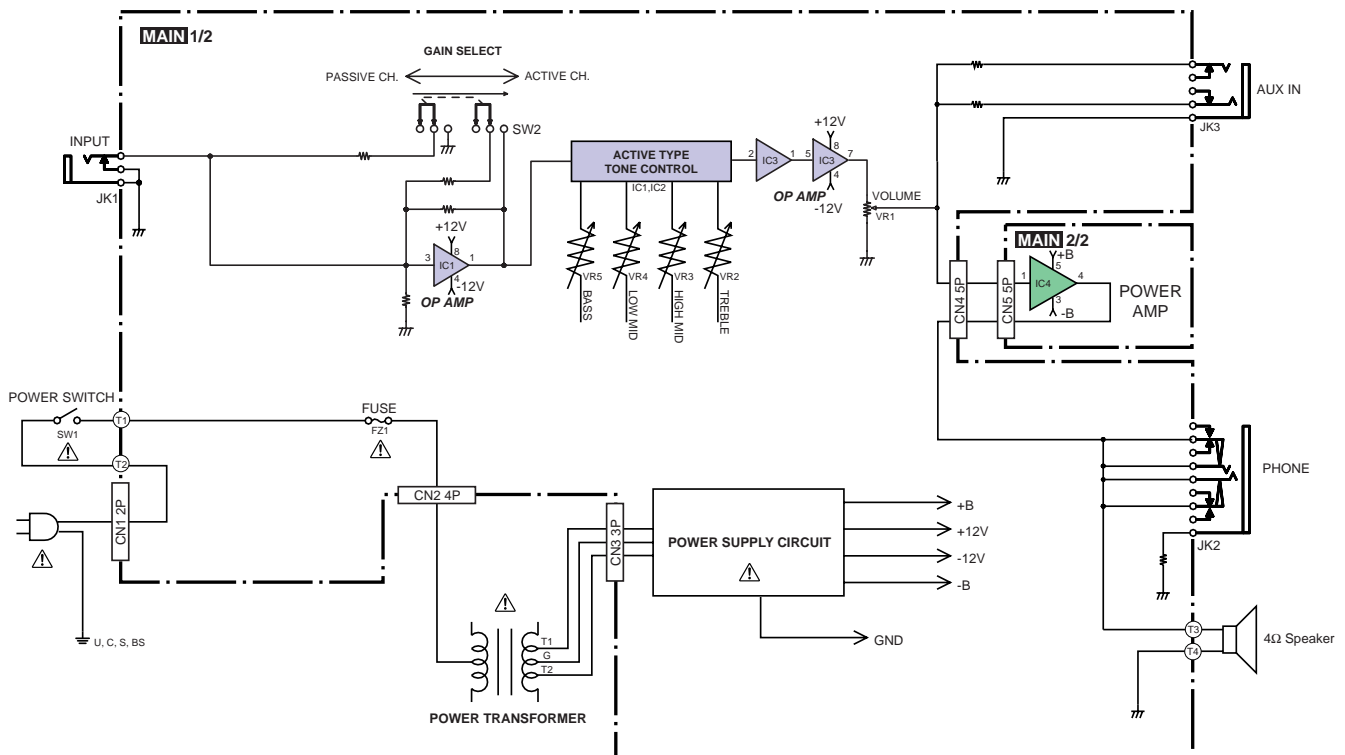 MAIN 1/2
GAIN SELECT
PASSIVE CH.
ACTIVE CH.
SW2
INPUT
JK1
+12V
8
3
IC1
1
4
-12V
OP AMP
ACTIVE TYPE
TONE CONTROL
IC1,IC2
VR5
VR4
VR3
VR2
BASS
LOW MID
HIGH MID
TREBLE
2
IC3
1
5
IC3
7
+12V
8
4
-12V
OP AMP
VOLUME
VR1
AUX IN
JK3
MAIN 2/2
CN4 5P
CN5 5P
+B
5
1
IC4
4
3
-B
POWER
AMP
POWER SWITCH
SW1
T1
T2
CN1 2P
FUSE
FZ1
CN2 4P
U, C, S, BS
T1
G
T2
POWER TRANSFORMER
CN3 3P
POWER SUPPLY CIRCUIT
+B
+12V
-12V
-B
GND
PHONE
JK2
T3
T4
4Ω Speaker